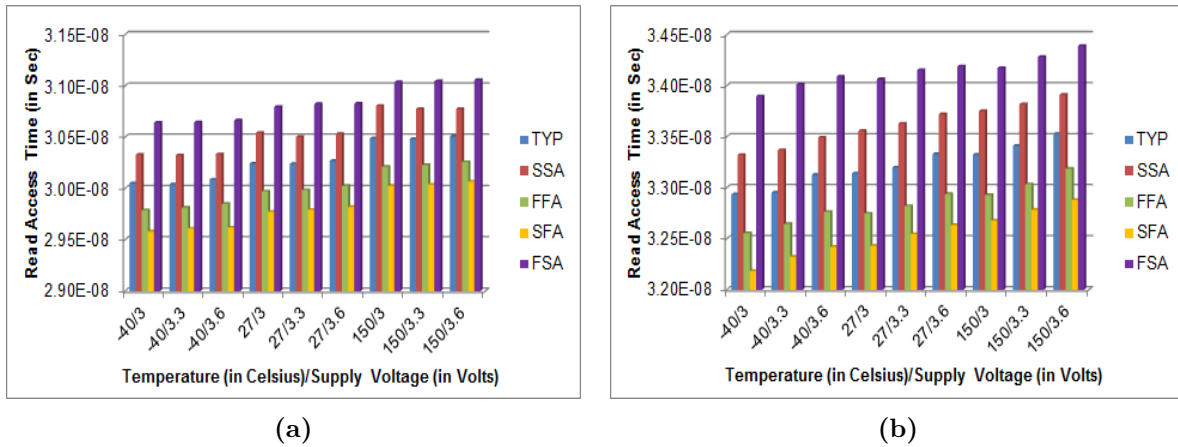 Read Access Time (in Sec)
3.15E-08
3.10E-08
3.05E-08
3.00E-08
2.95E-08
2.90E-08
-40/3
-40/3.3
-40/3.6
27/3
27/3.3
27/3.6
150/3
150/3.3
150/3.6
Temperature (in Celsius)/Supply Voltage (in Volts)
TYP
SSA
FFA
SFA
FSA
(a)
Read Access Time (in Sec)
3.45E-08
3.40E-08
3.35E-08
3.30E-08
3.25E-08
3.20E-08
-40/3
-40/3.3
-40/3.6
27/3
27/3.3
27/3.6
150/3
150/3.3
150/3.6
Temperature (in Celsius)/Supply Voltage (in Volts)
TYP
SSA
FFA
SFA
FSA
(b)